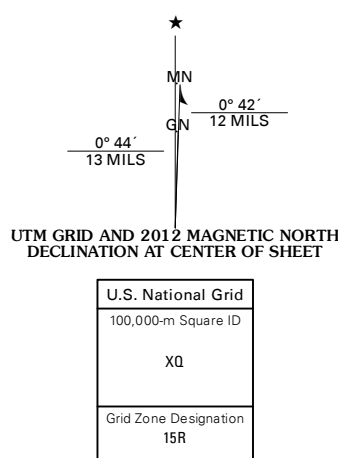 ★
MN
0° 42´
12 MILS
GN
0° 44´
13 MILS
UTM GRID AND 2012 MAGNETIC NORTH
DECLINATION AT CENTER OF SHEET
U.S. National Grid
100,000-m Square ID
XQ
Grid Zone Designation
15R